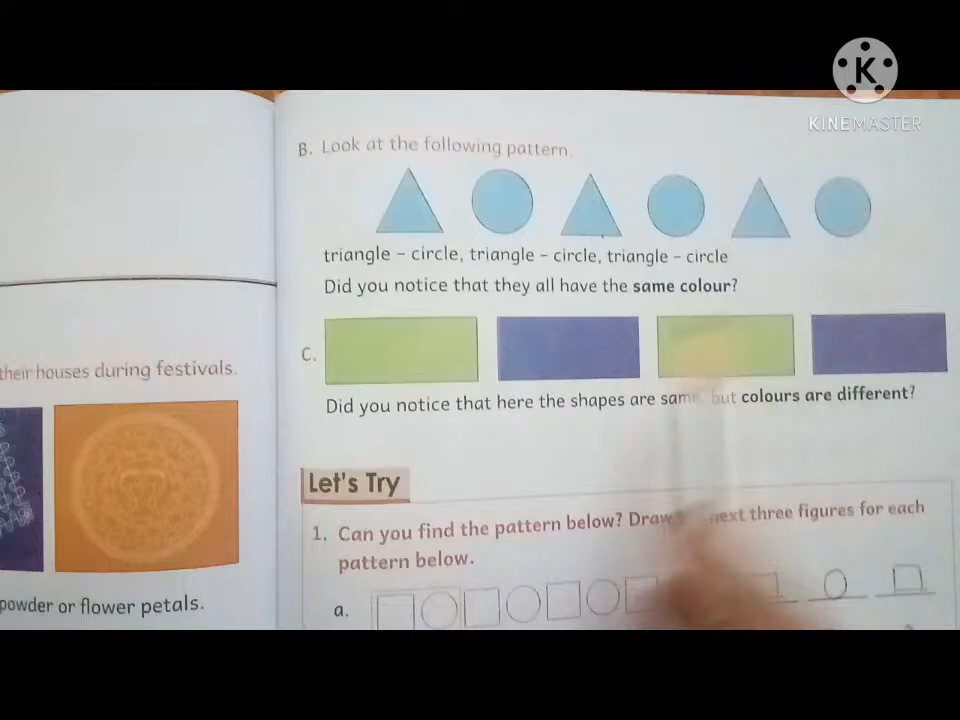 K
KINEMASTER
their houses during festivals.
powder or flower petals.
B. Look at the following pattern.
triangle – circle, triangle – circle, triangle – circle
Did you notice that they all have the same colour?
C.
Did you notice that here the shapes are same but colours are different?
Let's Try
1. Can you find the pattern below? Draw next three figures for each
pattern below.
a.